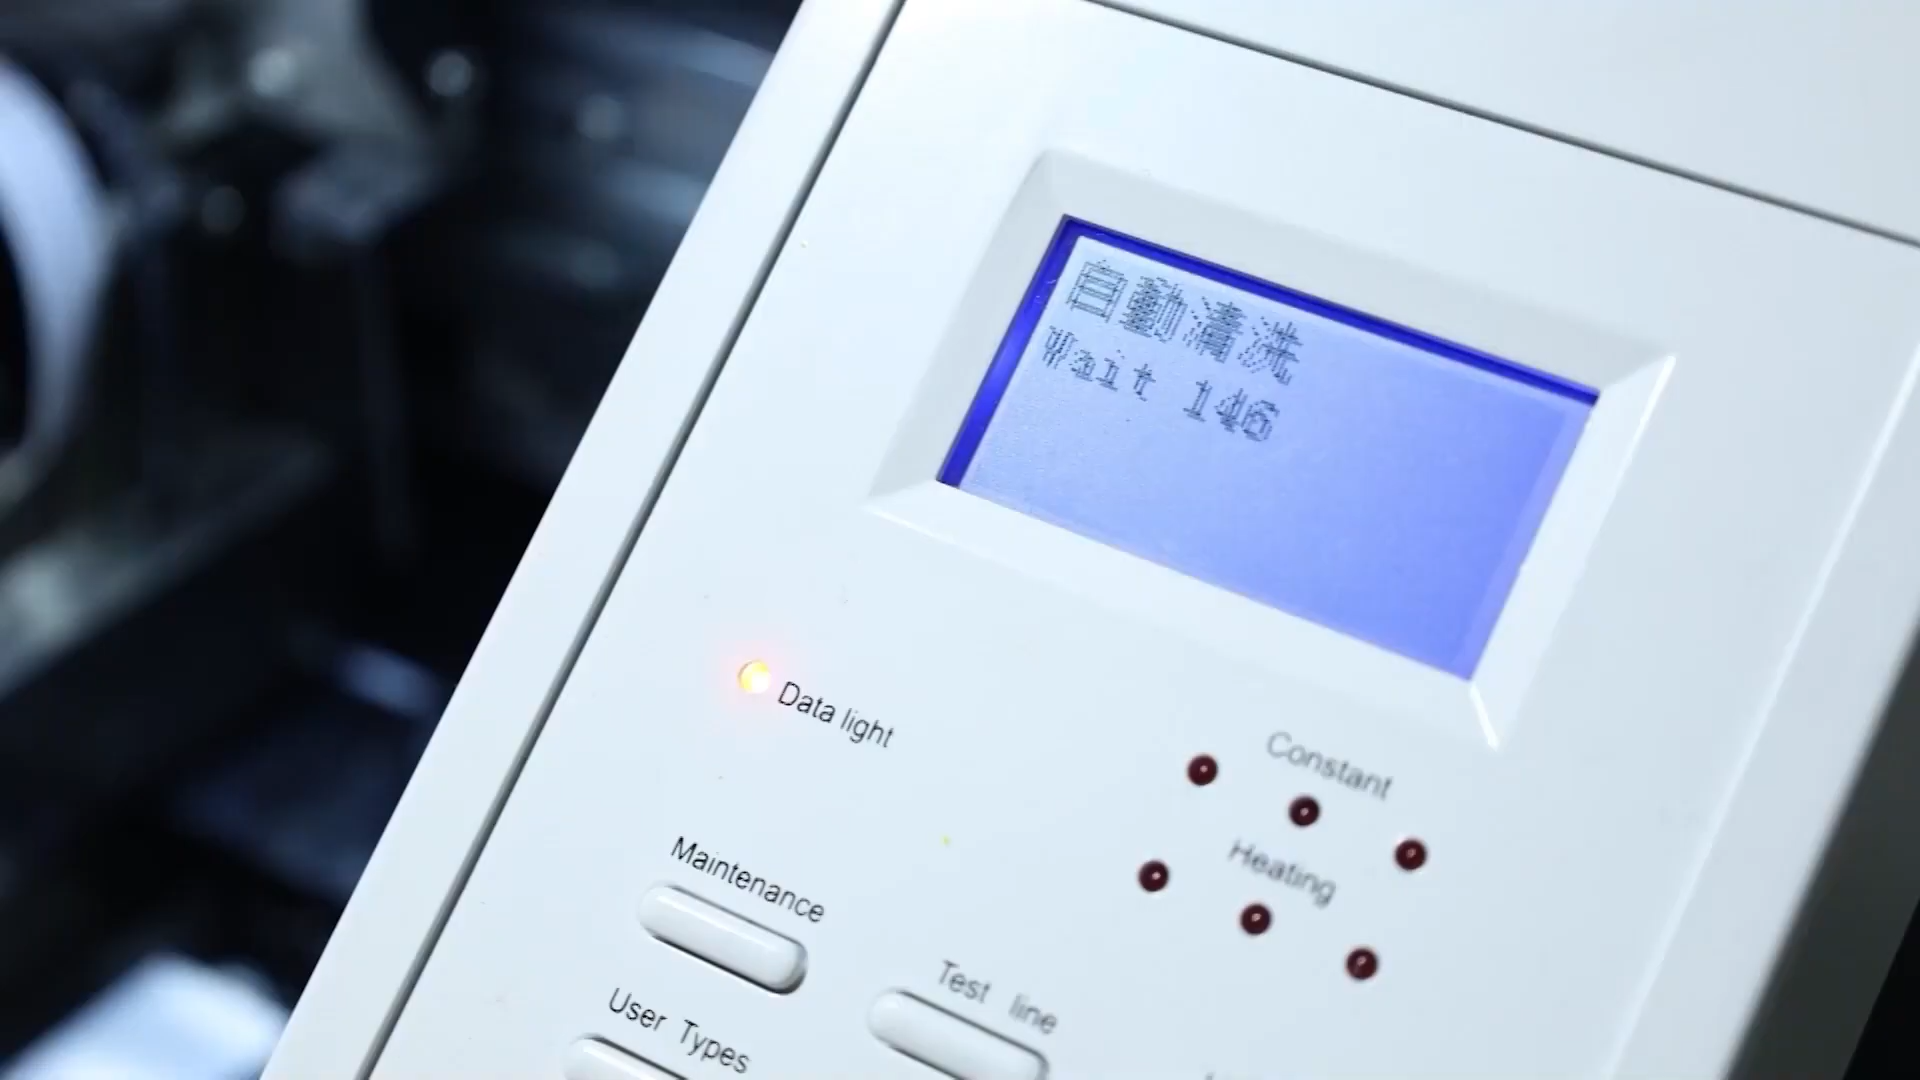 自動清洗
Wait 146
Data light
Constant
Heating
Maintenance
Test line
User Types